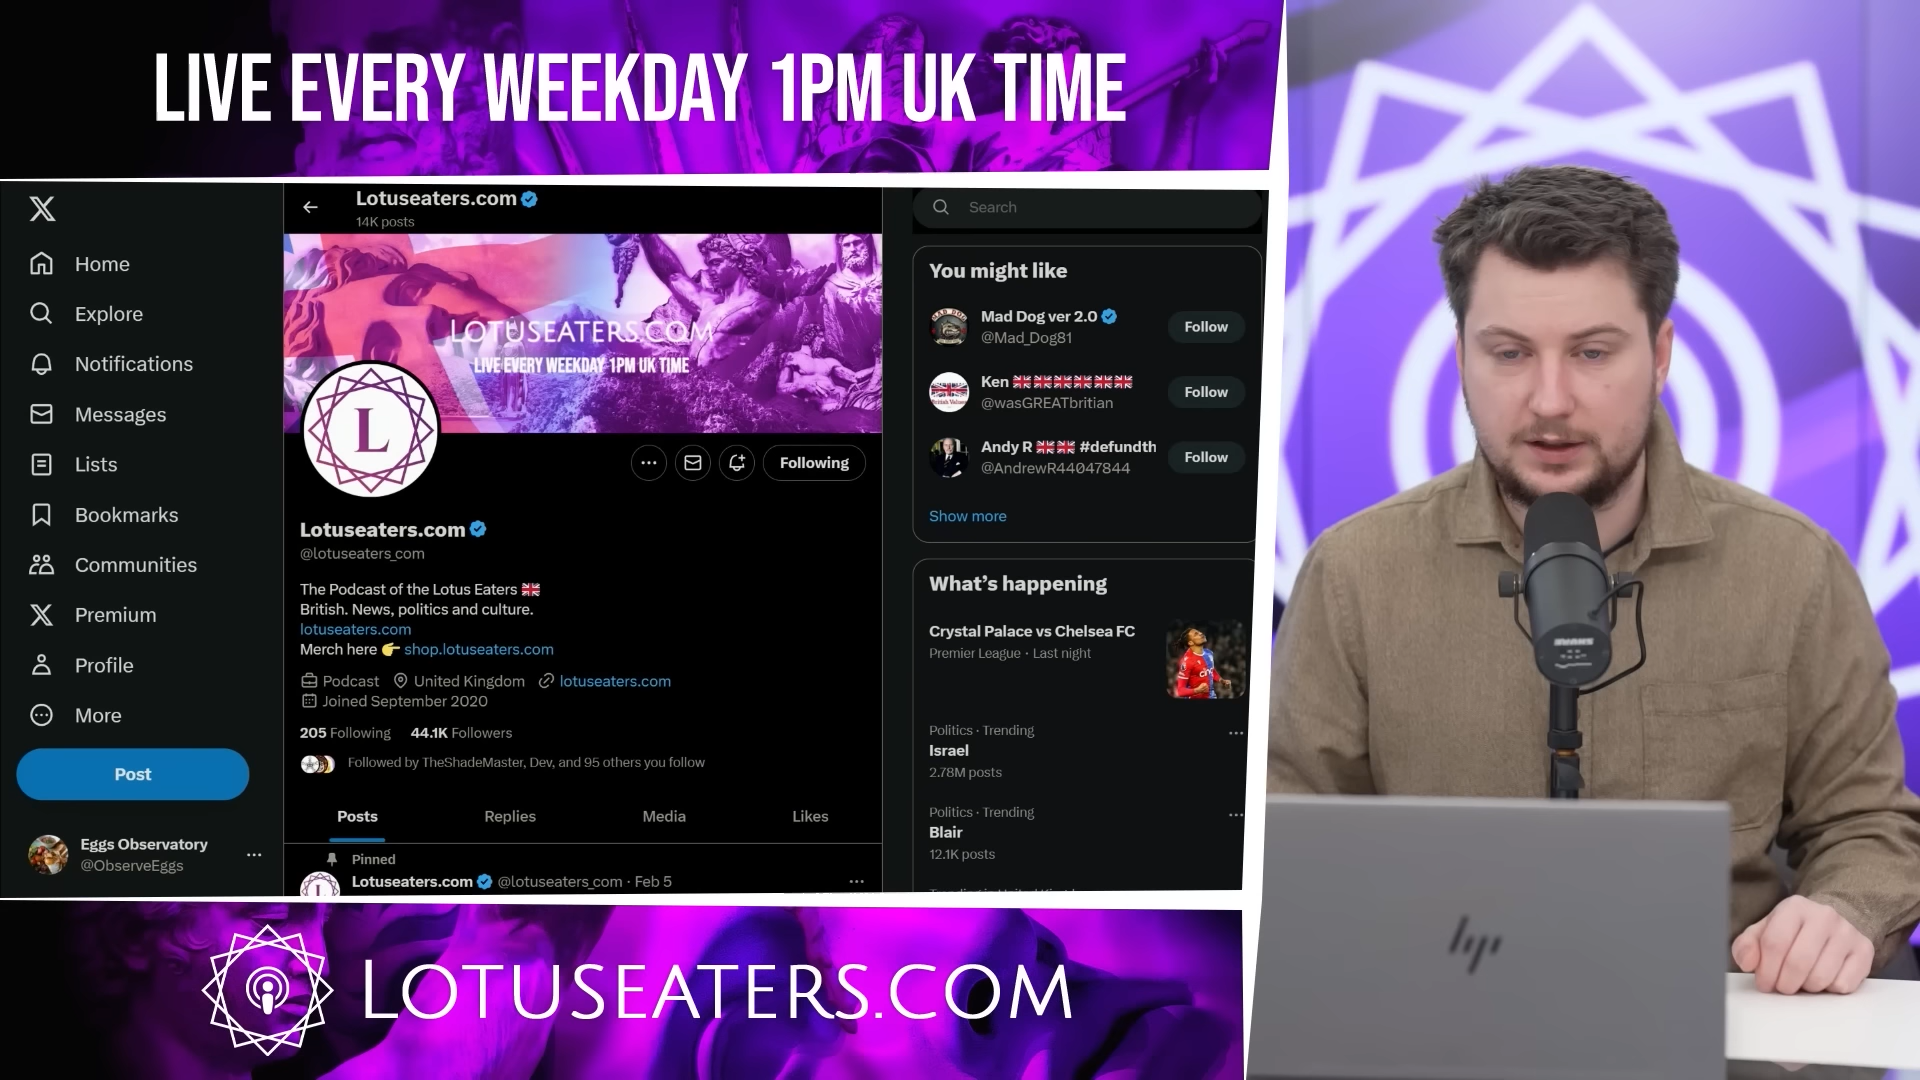 LIVE EVERY WEEKDAY 1PM UK TIME
Home
Explore
Notifications
Messages
Lists
Bookmarks
Communities
Premium
Profile
More
Post
Eggs Observatory
@ObserveEggs
Lotuseaters.com
14K posts
LOTUSEATERS.COM
LIVE EVERY WEEKDAY 1PM UK TIME
L
Following
Lotuseaters.com
@lotuseaters_com
The Podcast of the Lotus Eaters 🇬🇧
British. News, politics and culture.
lotuseaters.com
Merch here 👉 shop.lotuseaters.com
Podcast United Kingdom lotuseaters.com
Joined September 2020
205 Following 44.1K Followers
Followed by TheShadeMaster, Dev, and 95 others you follow
Posts Replies Media Likes
Pinned
Lotuseaters.com @lotuseaters_com · Feb 5
Search
You might like
Mad Dog ver 2.0
@Mad_Dog81
Follow
Ken 🇬🇧🇬🇧🇬🇧🇬🇧🇬🇧🇬🇧
@wasGREATbritian
Follow
Andy R 🇬🇧🇬🇧 #defundth
@AndrewR44047844
Follow
Show more
What's happening
Crystal Palace vs Chelsea FC
Premier League · Last night
Politics · Trending
Israel
2.78M posts
Politics · Trending
Blair
12.1K posts
LOTUSEATERS.COM
SHURE
hp